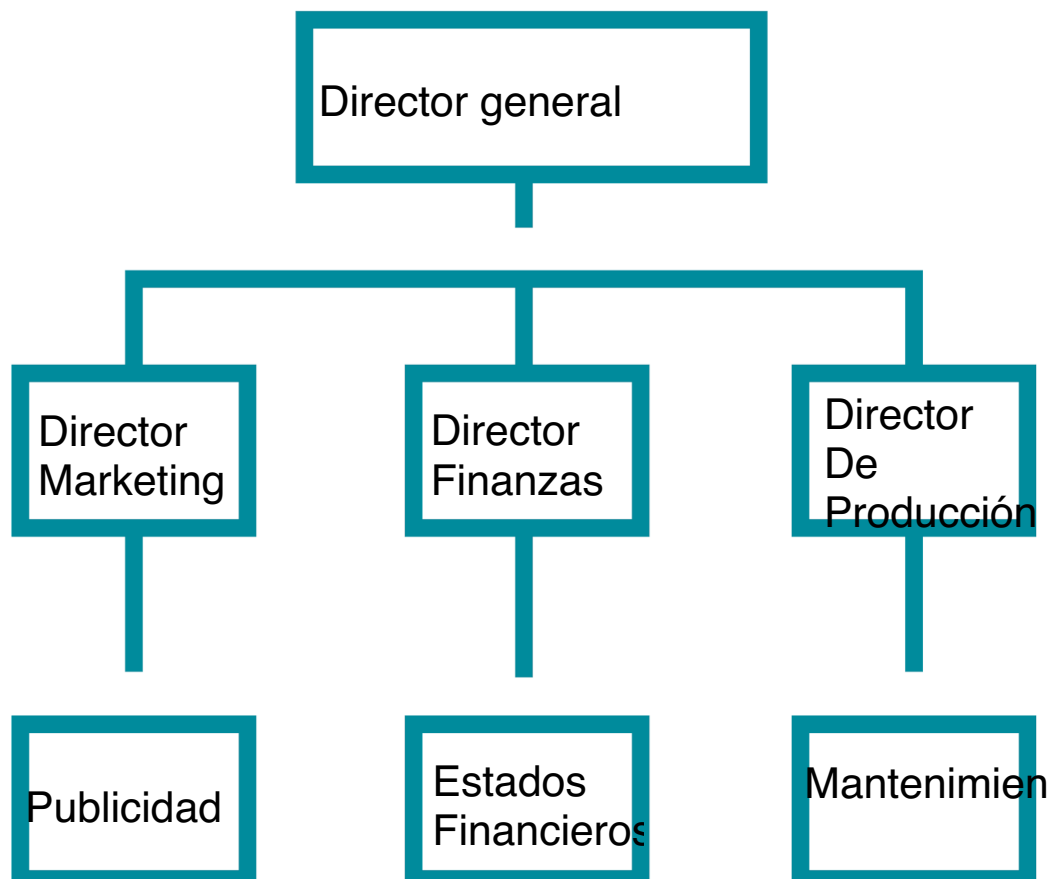 Director general
Director
Marketing
Director
Finanzas
Director
De
Producción
Publicidad
Estados
Financieros
Mantenimien